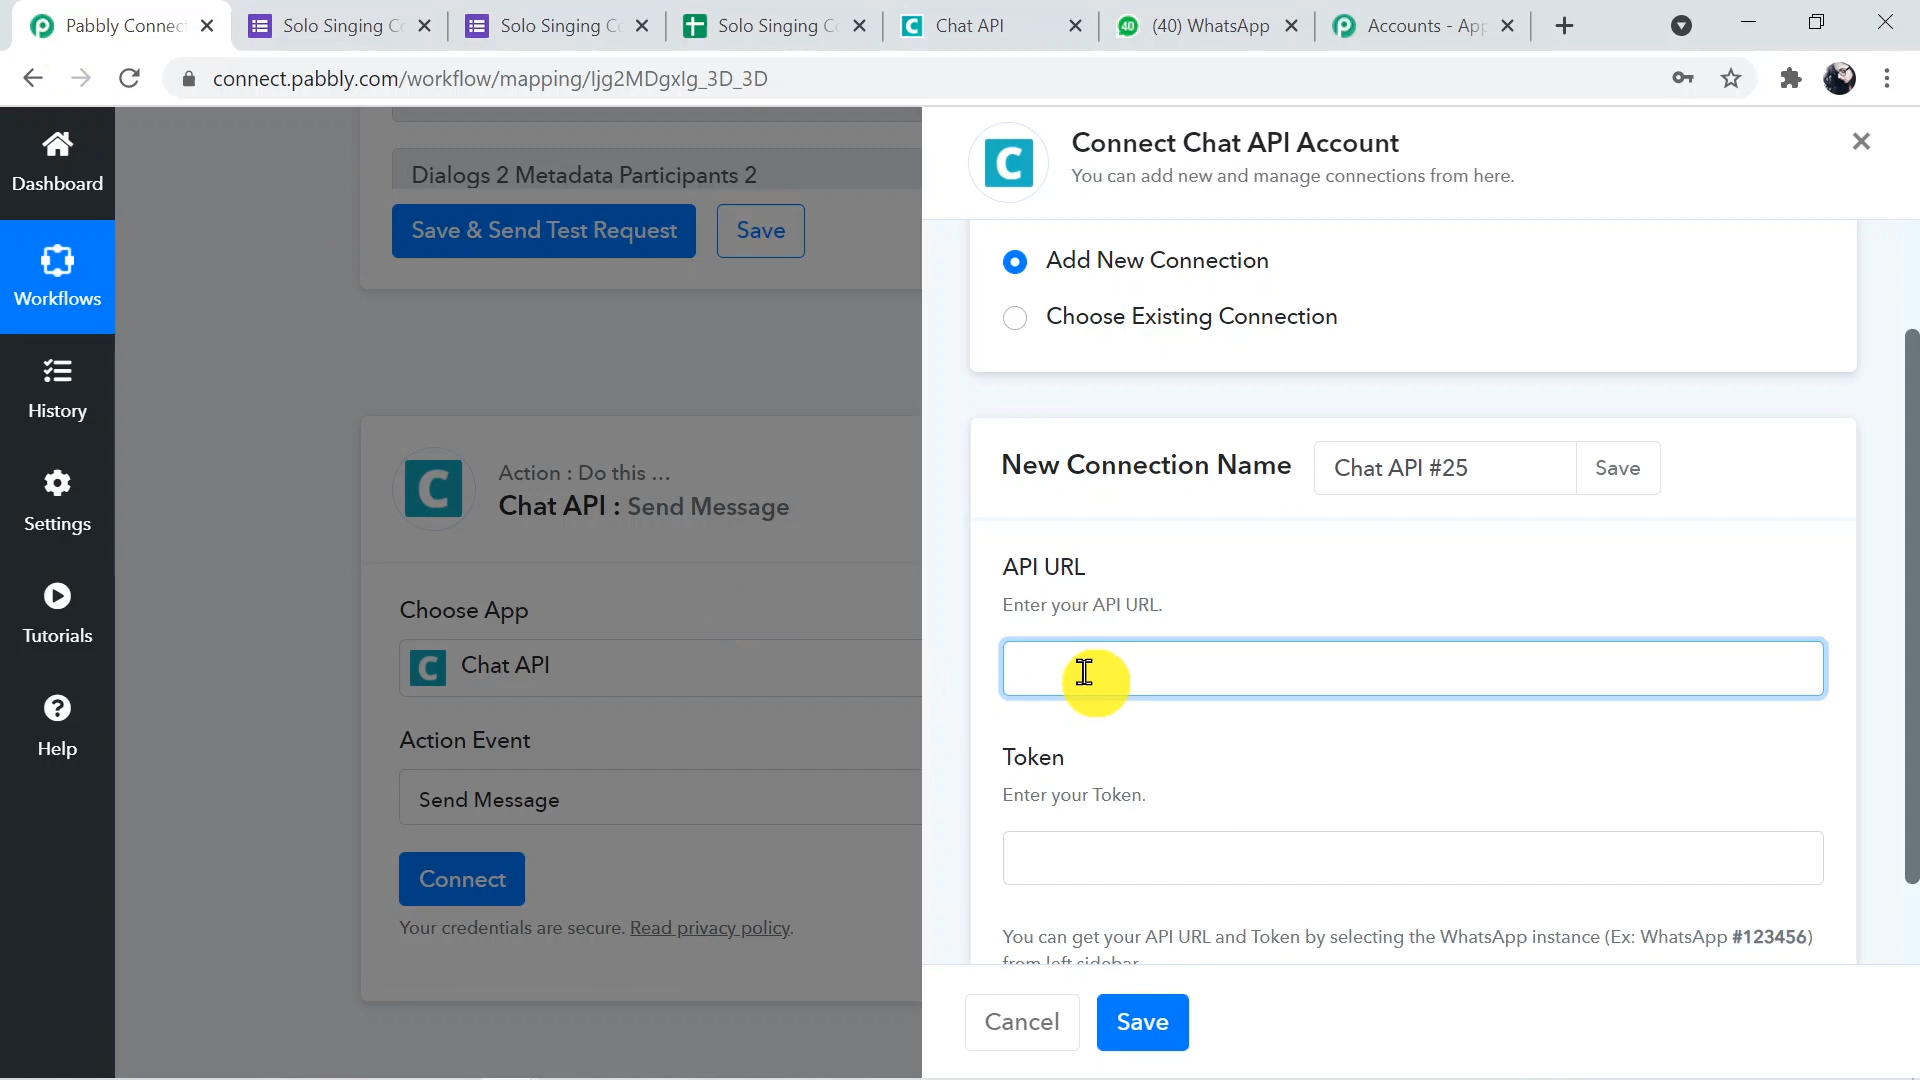 Pabbly Connec
Solo Singing C
Solo Singing C
Solo Singing C
Chat API
(40) WhatsApp
Accounts - App
connect.pabbly.com/workflow/mapping/Ijg2MDgxIg_3D_3D
Dashboard
Workflows
History
Settings
Tutorials
Help
Dialogs 2 Metadata Participants 2
Save & Send Test Request
Save
Action : Do this ...
Chat API : Send Message
Choose App
Chat API
Action Event
Send Message
Connect
Your credentials are secure. Read privacy policy.
Connect Chat API Account
You can add new and manage connections from here.
Add New Connection
Choose Existing Connection
New Connection Name
Chat API #25
Save
API URL
Enter your API URL.
Token
Enter your Token.
You can get your API URL and Token by selecting the WhatsApp instance (Ex: WhatsApp #123456)
from left sidebar
Cancel
Save